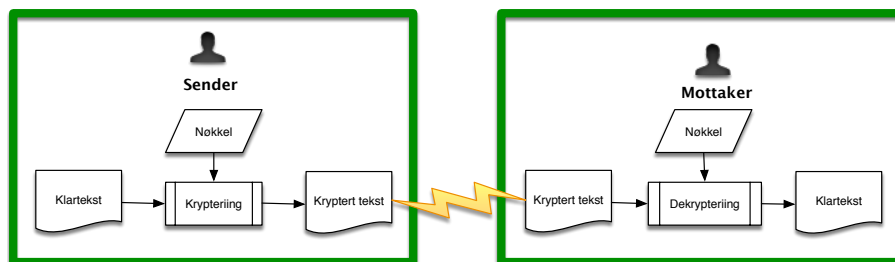 Sender
Nøkkel
Klartekst
Krypteriing
Kryptert tekst
Mottaker
Nøkkel
Kryptert tekst
Dekrypteriing
Klartekst